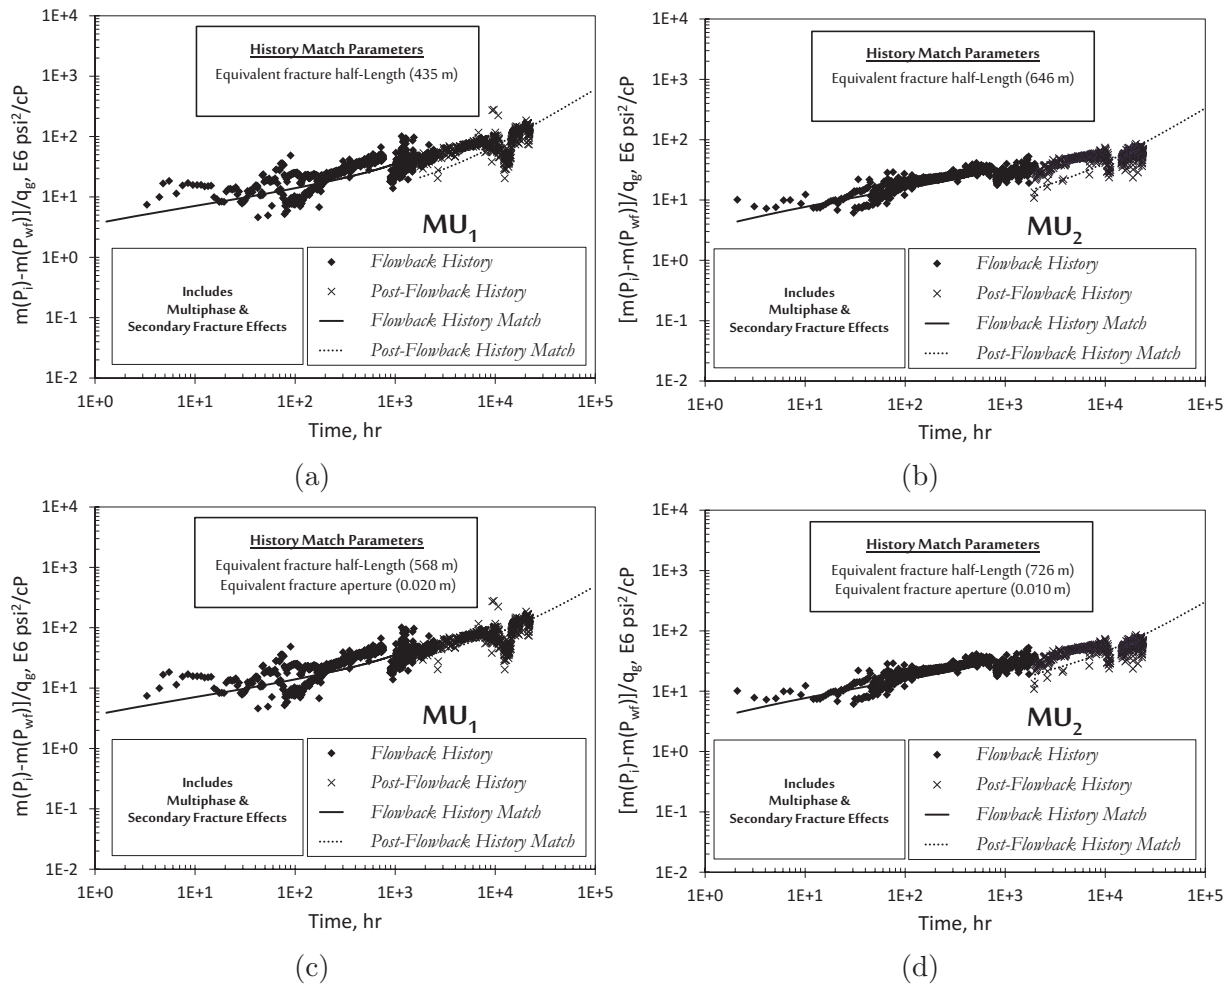 1E+4
1E+3
1E+2
1E+1
1E+0
1E-1
1E-2
m(Pi)-m(Pwf)]/qg, E6 psi2/cP
History Match Parameters
Equivalent fracture half-Length (435 m)
MU1
Includes
Multiphase &
Secondary Fracture Effects
Flowback History
Post-Flowback History
Flowback History Match
Post-Flowback History Match
1E+0 1E+1 1E+2 1E+3 1E+4 1E+5
Time, hr
(a)
1E+4
1E+3
1E+2
1E+1
1E+0
1E-1
1E-2
[m(Pi)-m(Pwf)]/qg, E6 psi2/cP
History Match Parameters
Equivalent fracture half-Length (646 m)
MU2
Includes
Multiphase &
Secondary Fracture Effects
Flowback History
Post-Flowback History
Flowback History Match
Post-Flowback History Match
1E+0 1E+1 1E+2 1E+3 1E+4 1E+5
Time, hr
(b)
1E+4
1E+3
1E+2
1E+1
1E+0
1E-1
1E-2
m(Pi)-m(Pwf)]/qg, E6 psi2/cP
History Match Parameters
Equivalent fracture half-Length (568 m)
Equivalent fracture aperture (0.020 m)
MU1
Includes
Multiphase &
Secondary Fracture Effects
Flowback History
Post-Flowback History
Flowback History Match
Post-Flowback History Match
1E+0 1E+1 1E+2 1E+3 1E+4 1E+5
Time, hr
(c)
1E+4
1E+3
1E+2
1E+1
1E+0
1E-1
1E-2
[m(Pi)-m(Pwf)]/qg, E6 psi2/cP
History Match Parameters
Equivalent fracture half-Length (726 m)
Equivalent fracture aperture (0.010 m)
MU2
Includes
Multiphase &
Secondary Fracture Effects
Flowback History
Post-Flowback History
Flowback History Match
Post-Flowback History Match
1E+0 1E+1 1E+2 1E+3 1E+4 1E+5
Time, hr
(d)